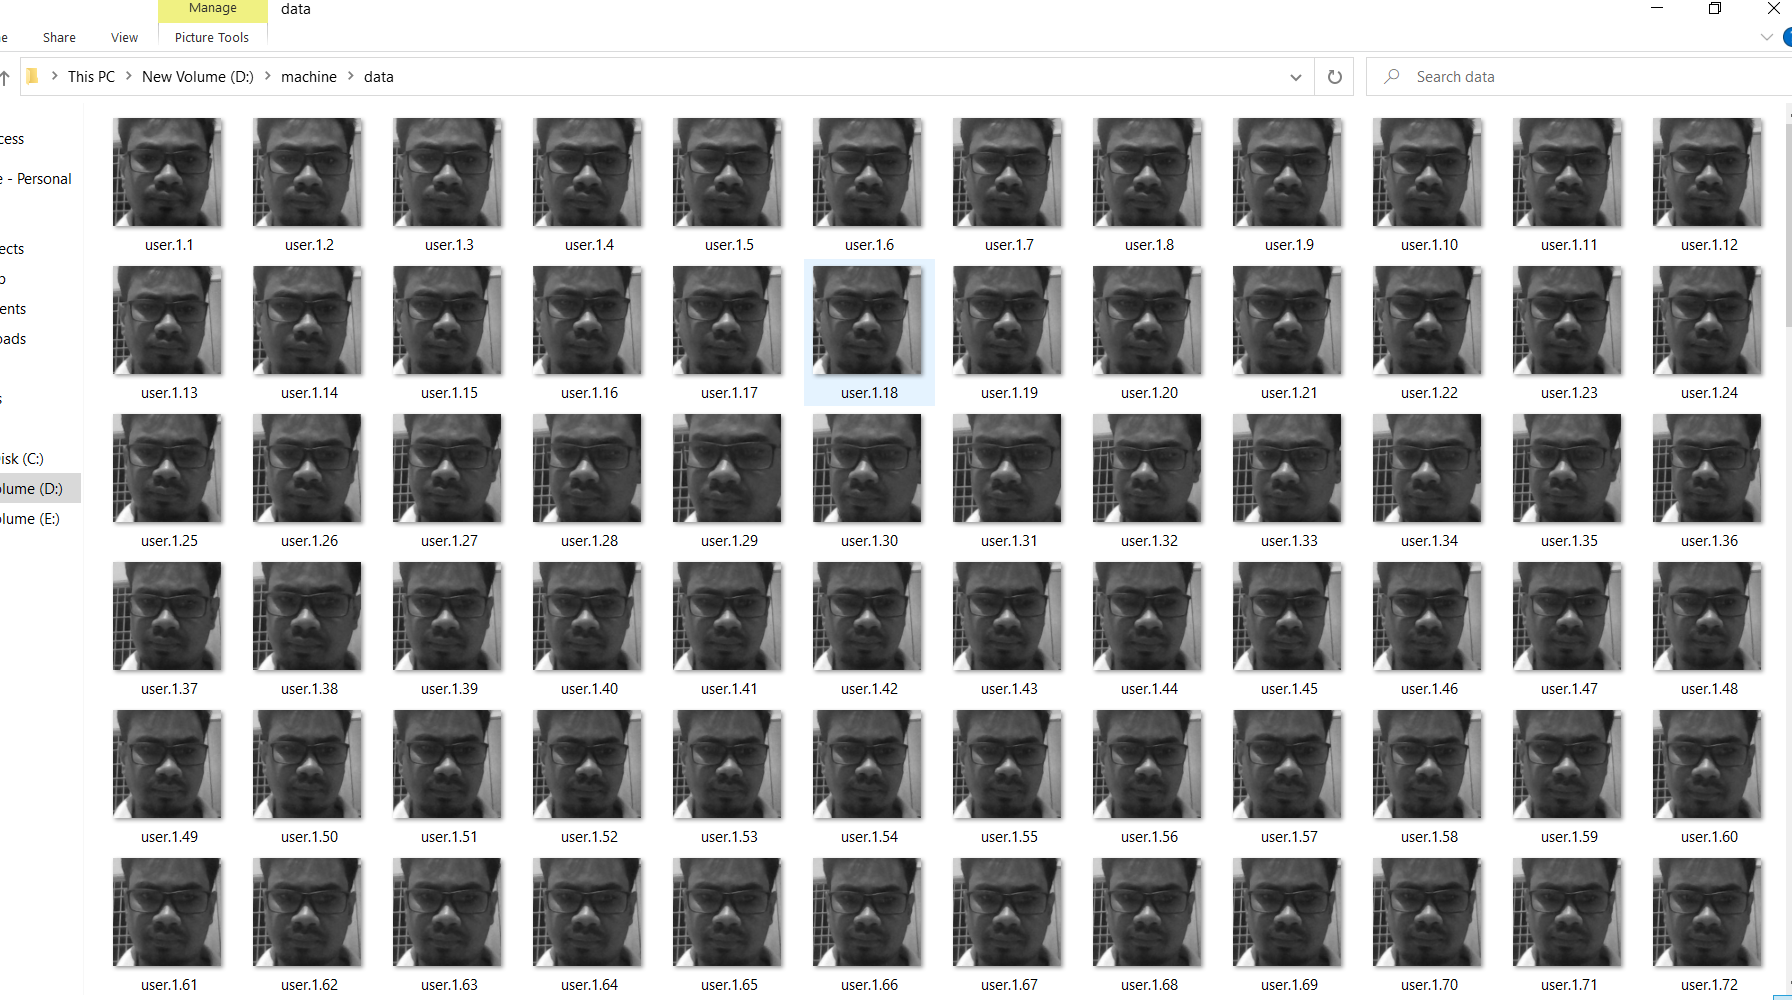 Manage
data
Share
View
Picture Tools
This PC
New Volume (D:)
machine
data
Search data
cess
e - Personal
ects
ents
oads
isk (C:)
olume (D:)
olume (E:)
user.1.1 user.1.2 user.1.3 user.1.4 user.1.5 user.1.6 user.1.7 user.1.8 user.1.9 user.1.10 user.1.11 user.1.12
user.1.13 user.1.14 user.1.15 user.1.16 user.1.17 user.1.18 user.1.19 user.1.20 user.1.21 user.1.22 user.1.23 user.1.24
user.1.25 user.1.26 user.1.27 user.1.28 user.1.29 user.1.30 user.1.31 user.1.32 user.1.33 user.1.34 user.1.35 user.1.36
user.1.37 user.1.38 user.1.39 user.1.40 user.1.41 user.1.42 user.1.43 user.1.44 user.1.45 user.1.46 user.1.47 user.1.48
user.1.49 user.1.50 user.1.51 user.1.52 user.1.53 user.1.54 user.1.55 user.1.56 user.1.57 user.1.58 user.1.59 user.1.60
user.1.61 user.1.62 user.1.63 user.1.64 user.1.65 user.1.66 user.1.67 user.1.68 user.1.69 user.1.70 user.1.71 user.1.72